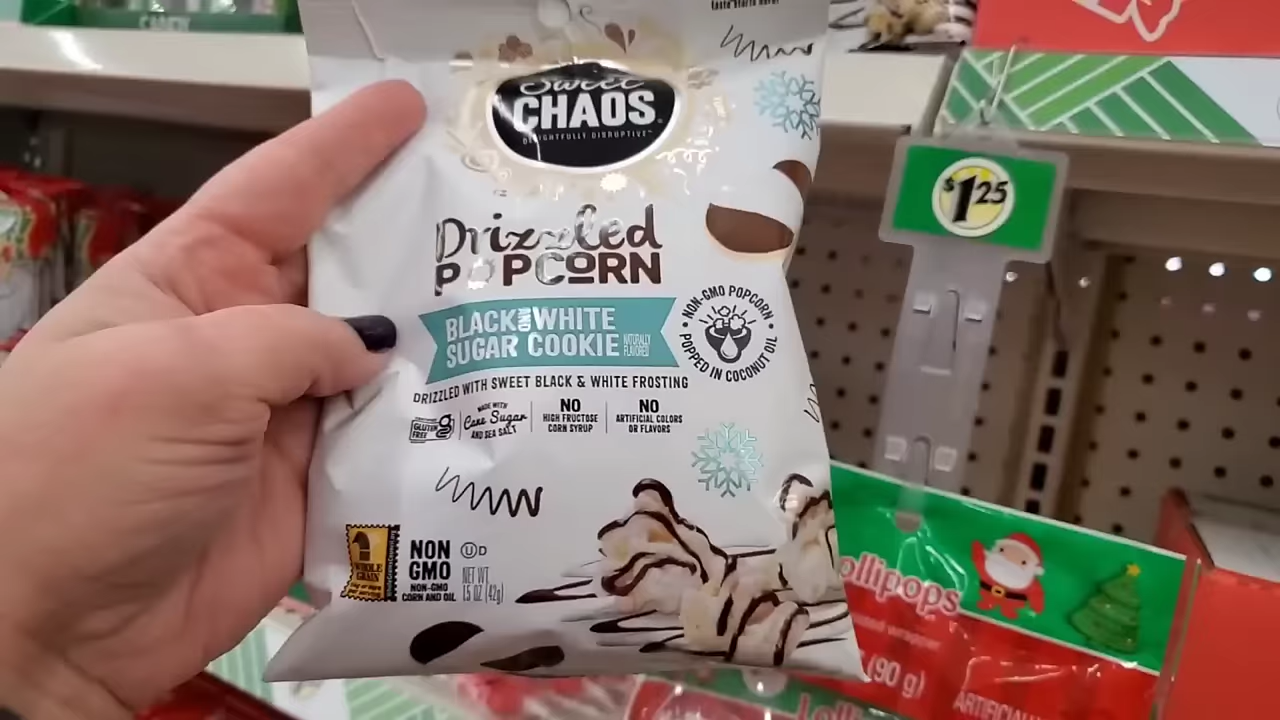 Sweet
CHAOS
DELIGHTFULLY DISRUPTIVE™
Drizzled
POPCORN
BLACK AND WHITE
SUGAR COOKIE
NATURALLY
FLAVORED
DRIZZLED WITH SWEET BLACK & WHITE FROSTING
• NON-GMO POPCORN •
POPPED IN COCONUT OIL
GLUTEN
FREE
MADE WITH
Cane Sugar
AND SEA SALT
NO
HIGH FRUCTOSE
CORN SYRUP
NO
ARTIFICIAL COLORS
OR FLAVORS
WHOLE
GRAIN
NON
GMO
NON-GMO
CORN AND OIL
U D
NET WT.
1.5 OZ (42g)
$1.25
ollipops
(90 g)
ARTIFICIAL
Loll